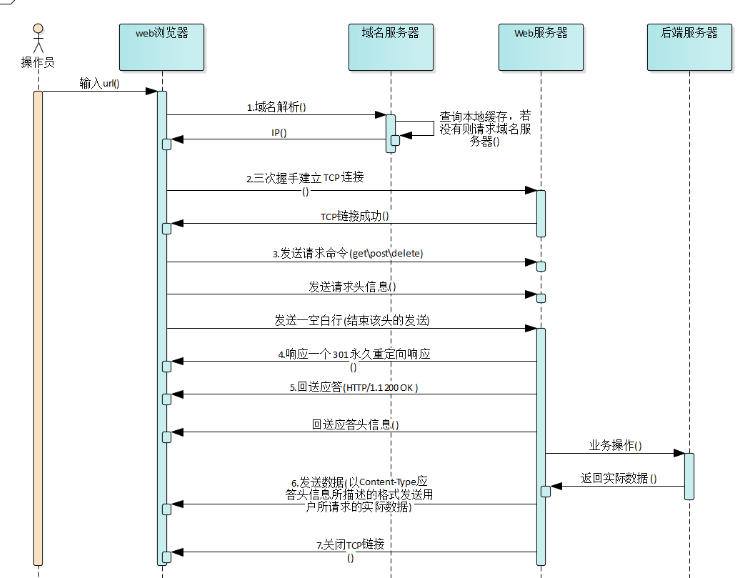 web浏览器
域名服务器
Web服务器
后端服务器
操作员
输入url()
1.域名解析()
查询本地缓存，若
没有则请求域名服
务器()
IP()
2.三次握手建立TCP连接
()
TCP链接成功()
3.发送请求命令(get\post\delete)
发送请求头信息()
发送一空白行(结束该头的发送)
4.响应一个301永久重定向响应
()
5.回送应答(HTTP/1.1 200 OK )
回送应答头信息()
业务操作()
返回实际数据()
6.发送数据(以Content-Type应
答头信息所描述的格式发送用
户所请求的实际数据)
7.关闭TCP链接
()